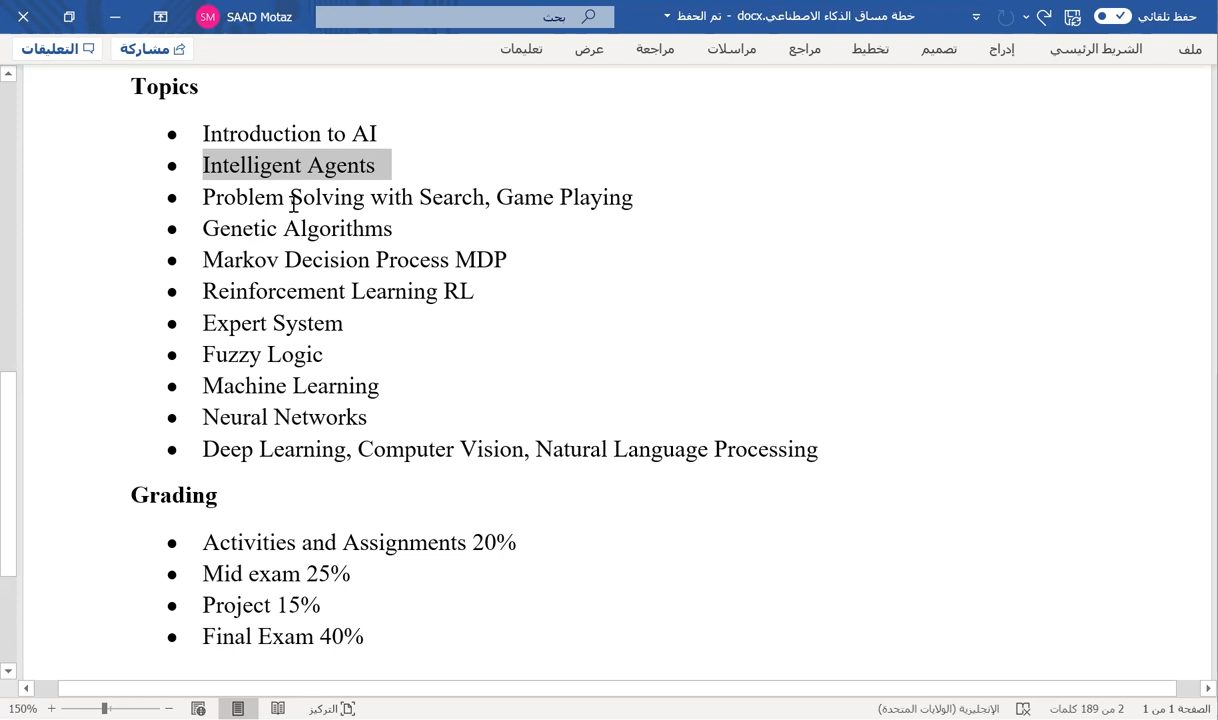 حفظ تلقائي
خطة مساق الذكاء الاصطناعي.docx - تم الحفظ
بحث
SAAD Motaz
SM
ملف
الشريط الرئيسي
إدراج
تصميم
تخطيط
مراجع
مراسلات
مراجعة
عرض
تعليمات
مشاركة
التعليقات
Topics
• Introduction to AI
• Intelligent Agents
• Problem Solving with Search, Game Playing
• Genetic Algorithms
• Markov Decision Process MDP
• Reinforcement Learning RL
• Expert System
• Fuzzy Logic
• Machine Learning
• Neural Networks
• Deep Learning, Computer Vision, Natural Language Processing
Grading
• Activities and Assignments 20%
• Mid exam 25%
• Project 15%
• Final Exam 40%
الصفحة 1 من 1
2 من 189 كلمات
الإنجليزية (الولايات المتحدة)
التركيز
150%